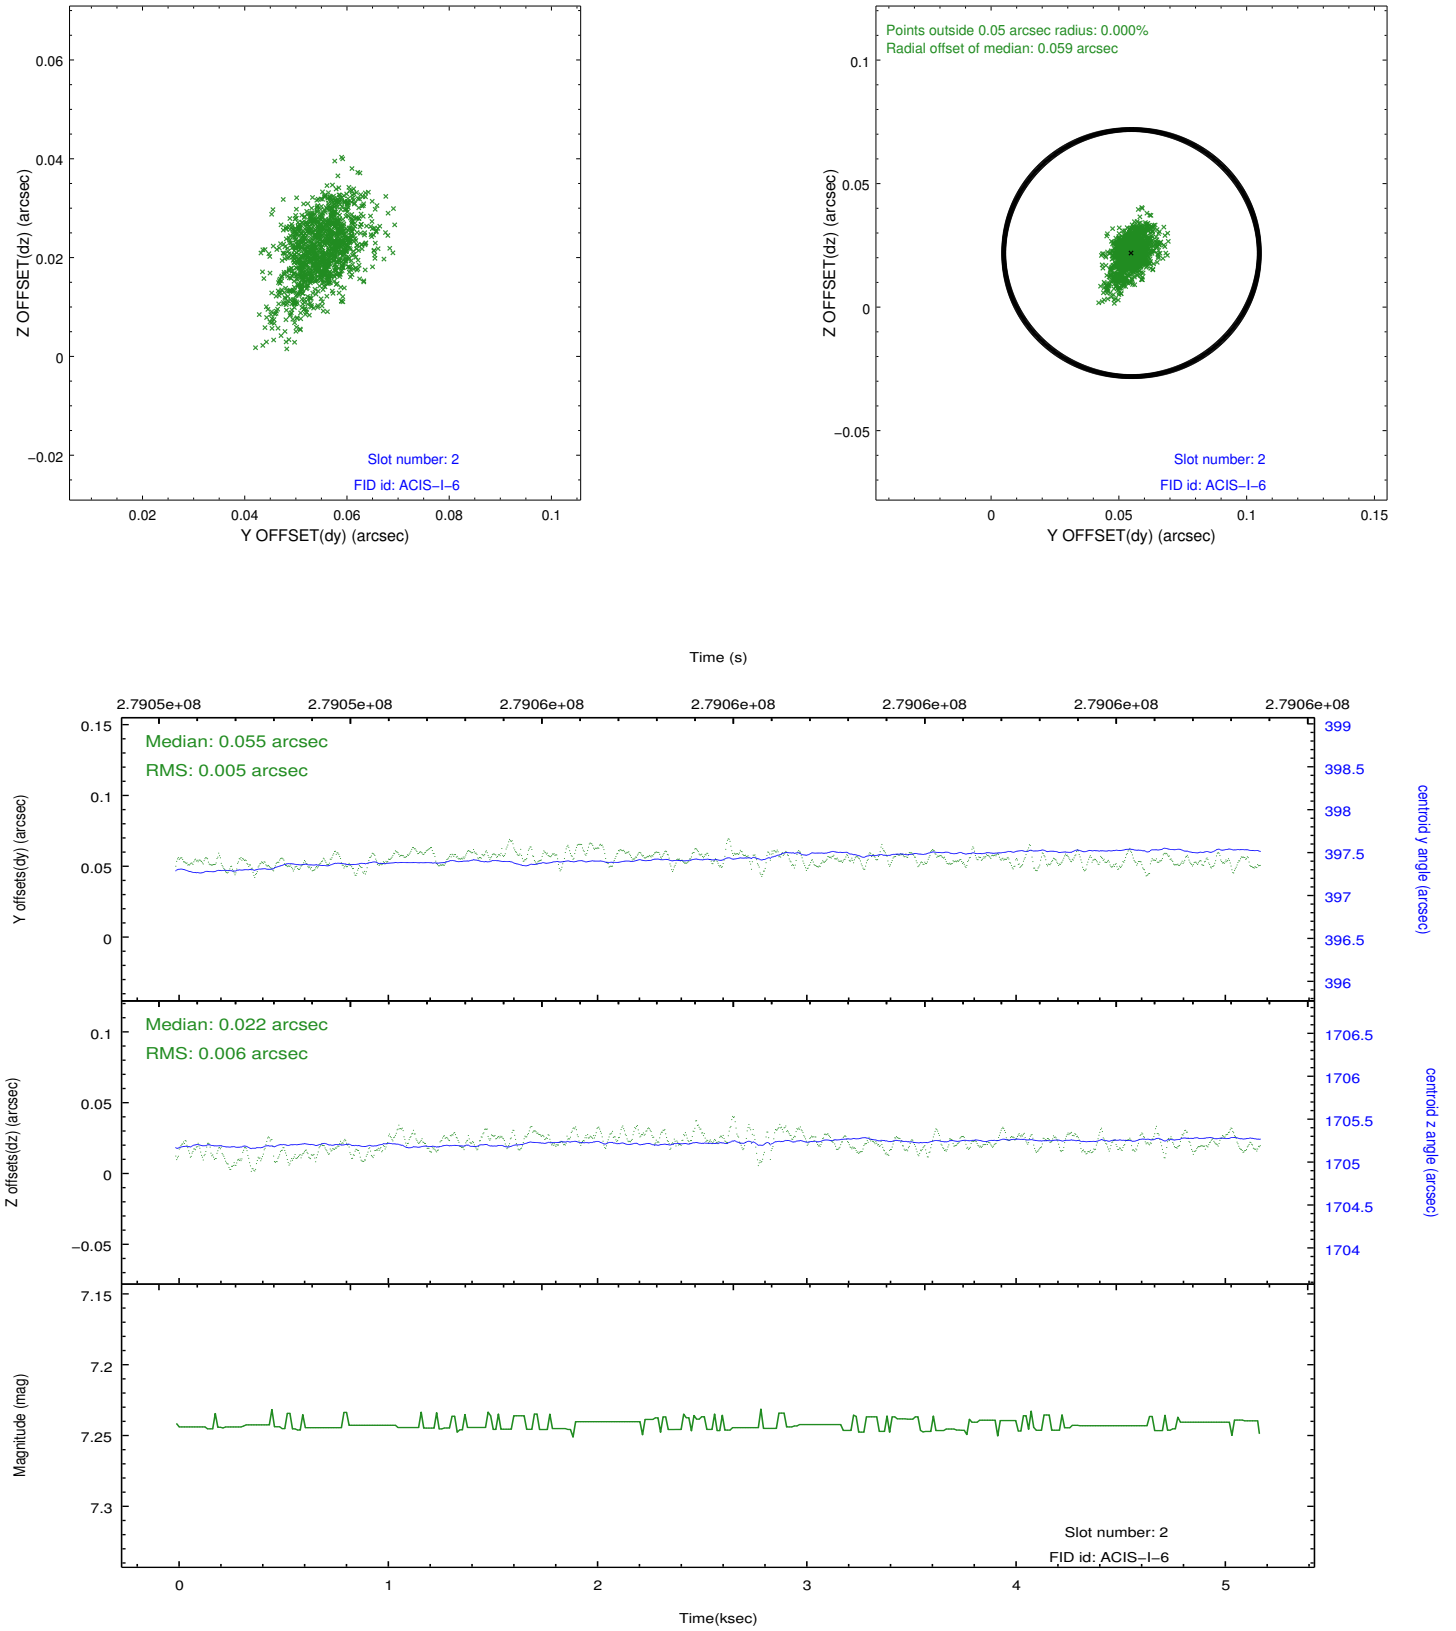 0.06
0.04
0.02
0
−0.02
Z OFFSET(dz) (arcsec)
Slot number: 2
FID id: ACIS−I−6
0.02 0.04 0.06 0.08 0.1
Y OFFSET(dy) (arcsec)
Points outside 0.05 arcsec radius: 0.000%
Radial offset of median: 0.059 arcsec
0.1
0.05
0
−0.05
Z OFFSET(dz) (arcsec)
Slot number: 2
FID id: ACIS−I−6
0 0.05 0.1 0.15
Y OFFSET(dy) (arcsec)
Time (s)
2.7905e+08 2.7905e+08 2.7906e+08 2.7906e+08 2.7906e+08 2.7906e+08 2.7906e+08
Median: 0.055 arcsec
RMS: 0.005 arcsec
0.15
0.1
0.05
0
Y offsets(dy) (arcsec)
399
398.5
398
397.5
397
396.5
396
centroid y angle (arcsec)
Median: 0.022 arcsec
RMS: 0.006 arcsec
0.1
0.05
0
−0.05
Z offsets(dz) (arcsec)
1706.5
1706
1705.5
1705
1704.5
1704
centroid z angle (arcsec)
7.15
7.2
7.25
7.3
Magnitude (mag)
Slot number: 2
FID id: ACIS−I−6
0 1 2 3 4 5
Time(ksec)